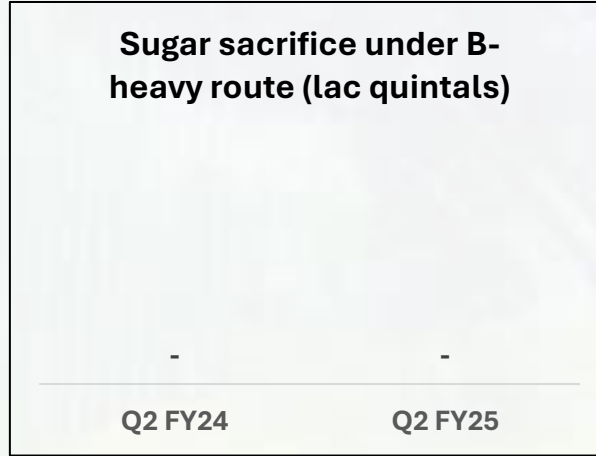 Sugar sacrifice under B-
heavy route (lac quintals)
- -
Q2 FY24 Q2 FY25